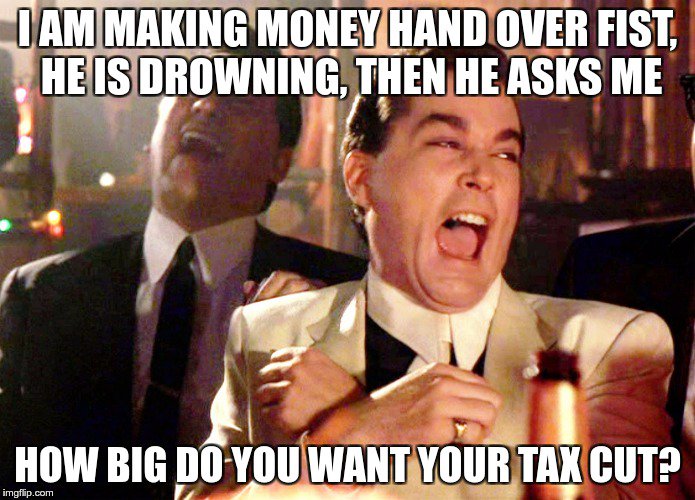 I AM MAKING MONEY HAND OVER FIST,
HE IS DROWNING, THEN HE ASKS ME
HOW BIG DO YOU WANT YOUR TAX CUT?
imgflip.com